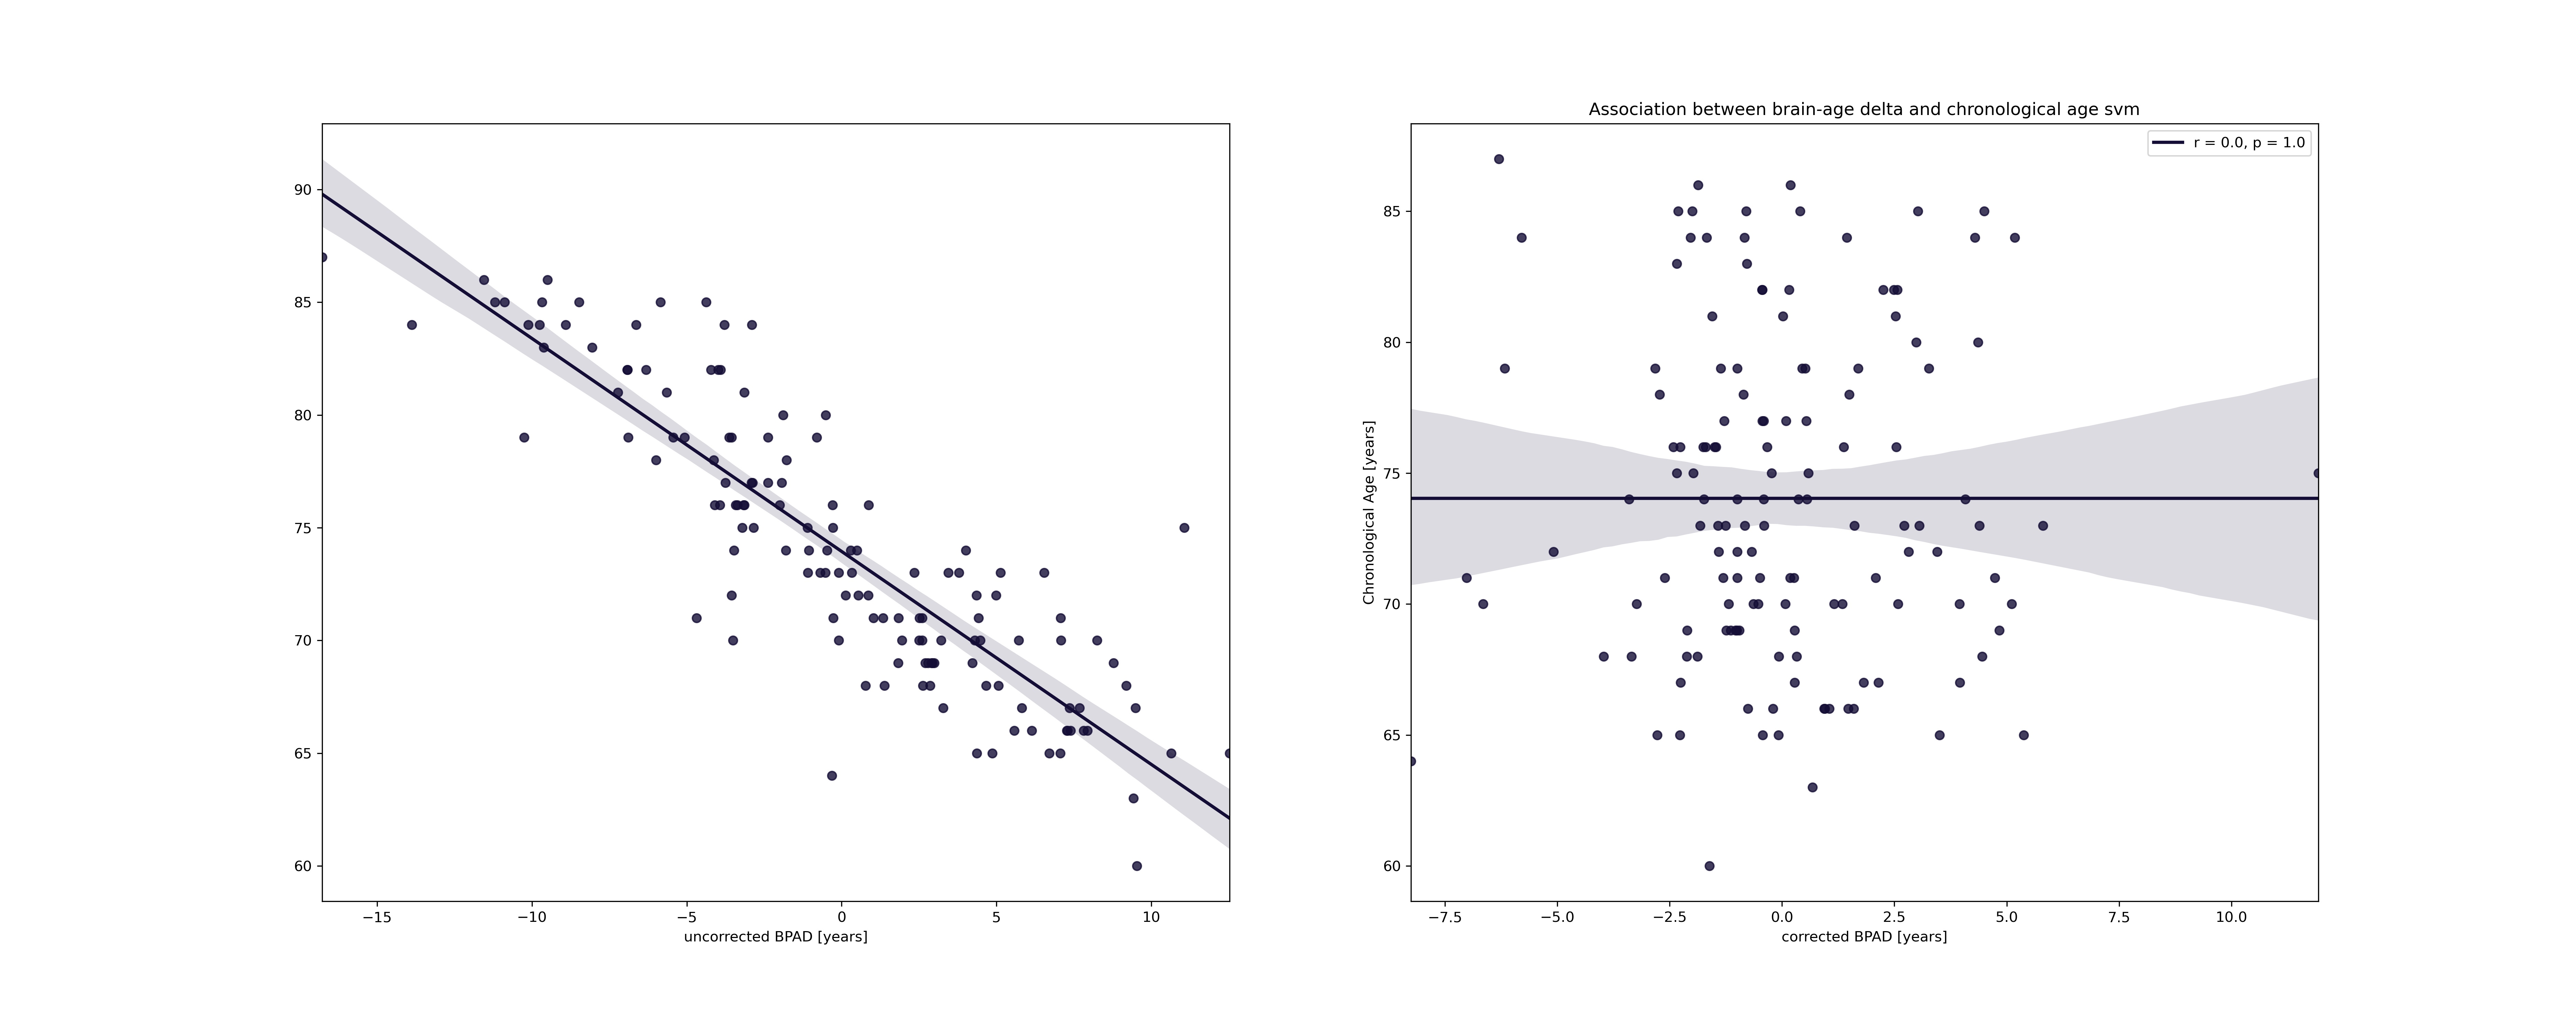 90
85
80
75
70
65
60
−15 −10 −5 0 5 10
uncorrected BPAD [years]
Association between brain-age delta and chronological age svm
r = 0.0, p = 1.0
Chronological Age [years]
85
80
75
70
65
60
−7.5 −5.0 −2.5 0.0 2.5 5.0 7.5 10.0
corrected BPAD [years]